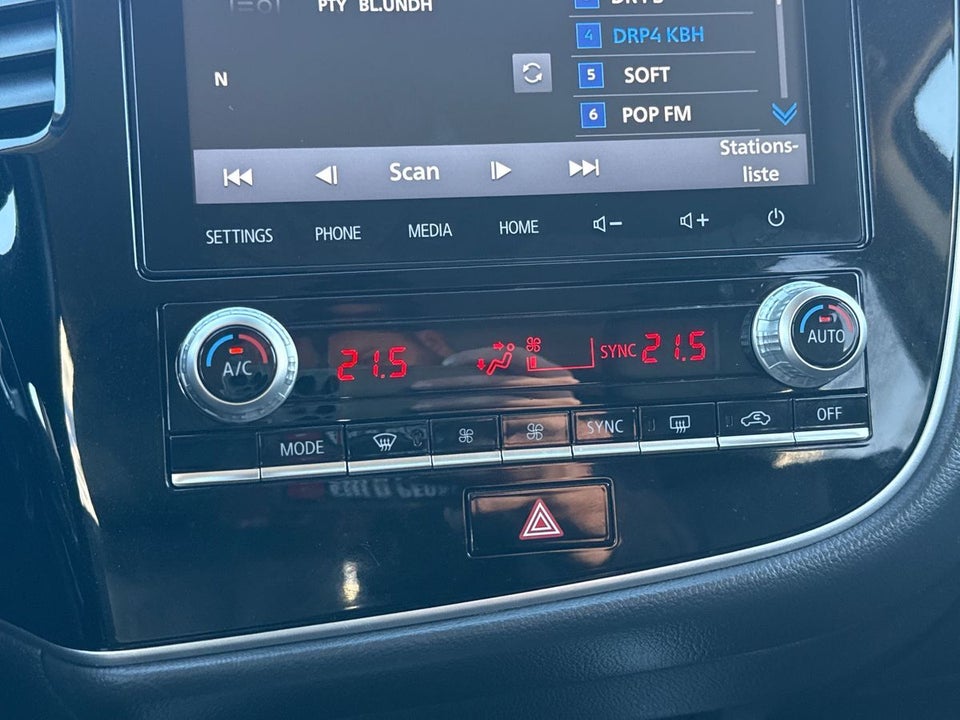 PTY BL.UNDH
4 DRP4 KBH
N
5 SOFT
6 POP FM
Scan
Stations-
liste
SETTINGS PHONE MEDIA HOME
A/C
21.5
SYNC 21.5
AUTO
MODE
SYNC
OFF